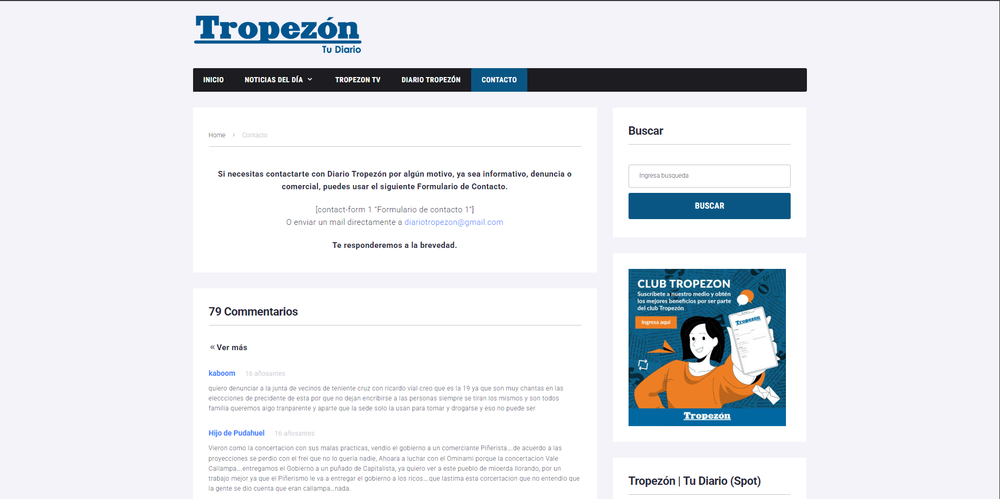 Tropezón
Tu Diario
INICIO
NOTICIAS DEL DÍA
TROPEZON TV
DIARIO TROPEZÓN
CONTACTO
Home
Contacto
Si necesitas contactarte con Diario Tropezón por algún motivo, ya sea informativo, denuncia o
comercial, puedes usar el siguiente Formulario de Contacto.
[contact-form 1 “Formulario de contacto 1”]
O enviar un mail directamente a diariotropezon@gmail.com
Te responderemos a la brevedad.
79 Commentarios
« Ver más
kaboom 16 añosantes
quiero denunciar a la junta de vecinos de teniente cruz con ricardo vial creo que es la 19 ya que son muy chantas en las
eleccciones de precidente de esta por que no dejan encribirse a las personas siempre se tiran los mismos y son todos
familia queremos algo tranparente y aparte que la sede solo la usan para tomar y drogarse y eso no puede ser
Hijo de Pudahuel 16 añosantes
Vieron como la concertacion con sus malas practicas, vendio el gobierno a un comerciante Piñerista….de acuerdo a las
proyecciones se perdio con el frei que no lo queria nadie, Ahoara a luchar con el Ominami porque la concertacion Vale
Callampa….entregamos el Gobierno a un puñado de Capitalista, ya quiero ver a este pueblo de mioerda llorando, por un
trabajo mejor ya que el Piñerismo le va a entregar el gobierno a los ricos….que lastima esta corcertacion que no entendio que
la gente se dio cuenta que eran callampa…nada.
Buscar
Ingresa busqueda
BUSCAR
CLUB TROPEZON
Suscríbete a nuestro medio y obtén
los mejores beneficios por ser parte
del club Tropezón
Ingresa aquí
Tropezón
Tropezón
Tropezón | Tu Diario (Spot)